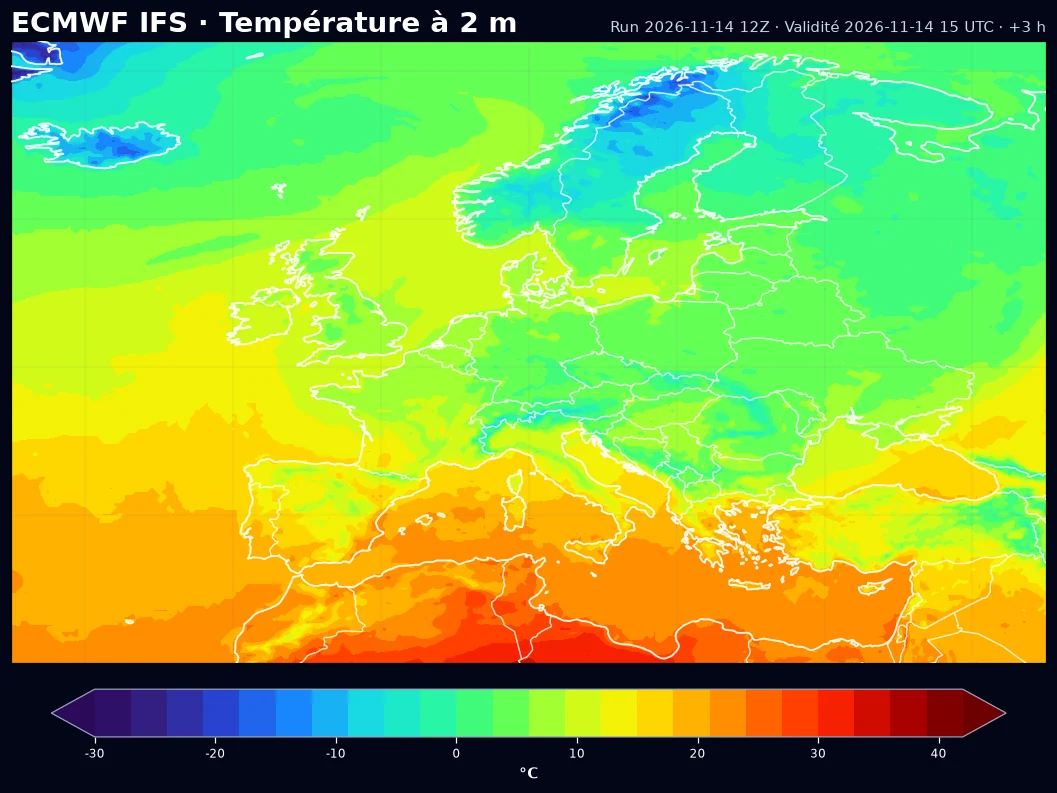 ECMWF IFS · Température à 2 m
Run 2026-11-14 12Z · Validité 2026-11-14 15 UTC · +3 h
-30 -20 -10 0 10 20 30 40
°C